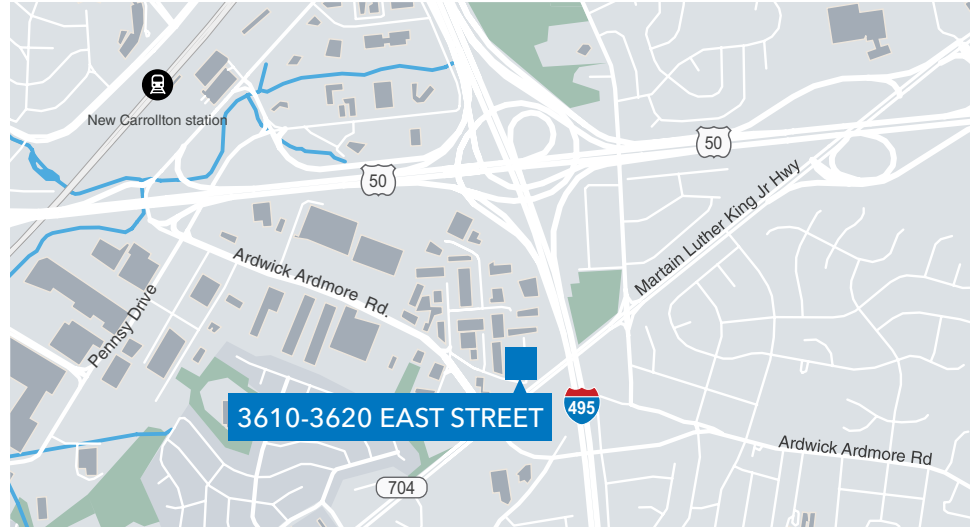 New Carrollton station
50
50
Martain Luther King Jr Hwy
Ardwick Ardmore Rd.
Pennsy Drive
3610-3620 EAST STREET
495
Ardwick Ardmore Rd
704